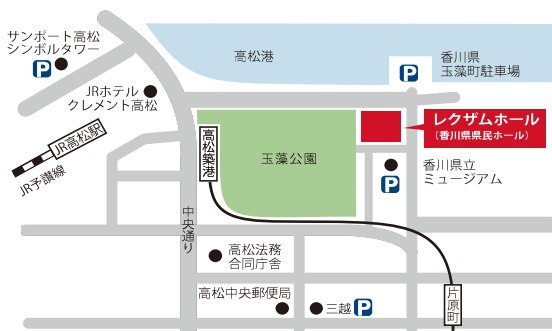 サンポート高松
シンボルタワー
P
高松港
香川県
玉藻町駐車場
P
JRホテル
クレメント高松
レクザムホール
(香川県県民ホール)
JR高松駅
JR予讃線
高松築港
玉藻公園
香川県立
ミュージアム
P
中央通り
高松法務
合同庁舎
高松中央郵便局
三越
P
片原町